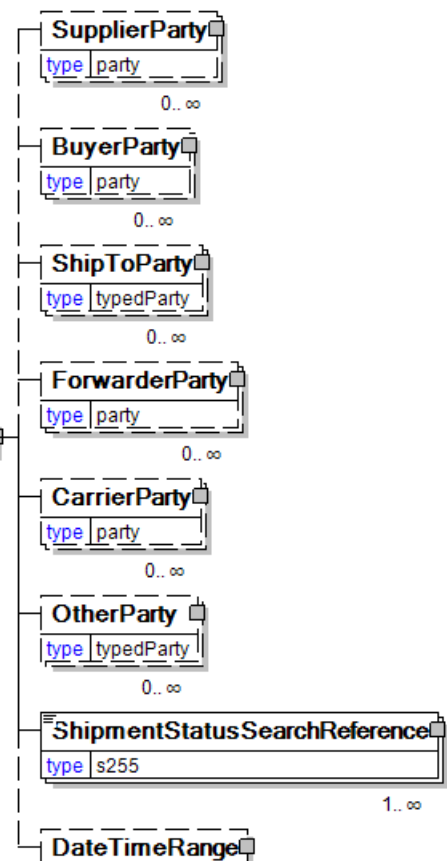 SupplierParty
type party
0.. ∞
BuyerParty
type party
0.. ∞
ShipToParty
type typedParty
0.. ∞
ForwarderParty
type party
0.. ∞
CarrierParty
type party
0.. ∞
OtherParty
type typedParty
0.. ∞
ShipmentStatusSearchReference
type s255
1.. ∞
DateTimeRange